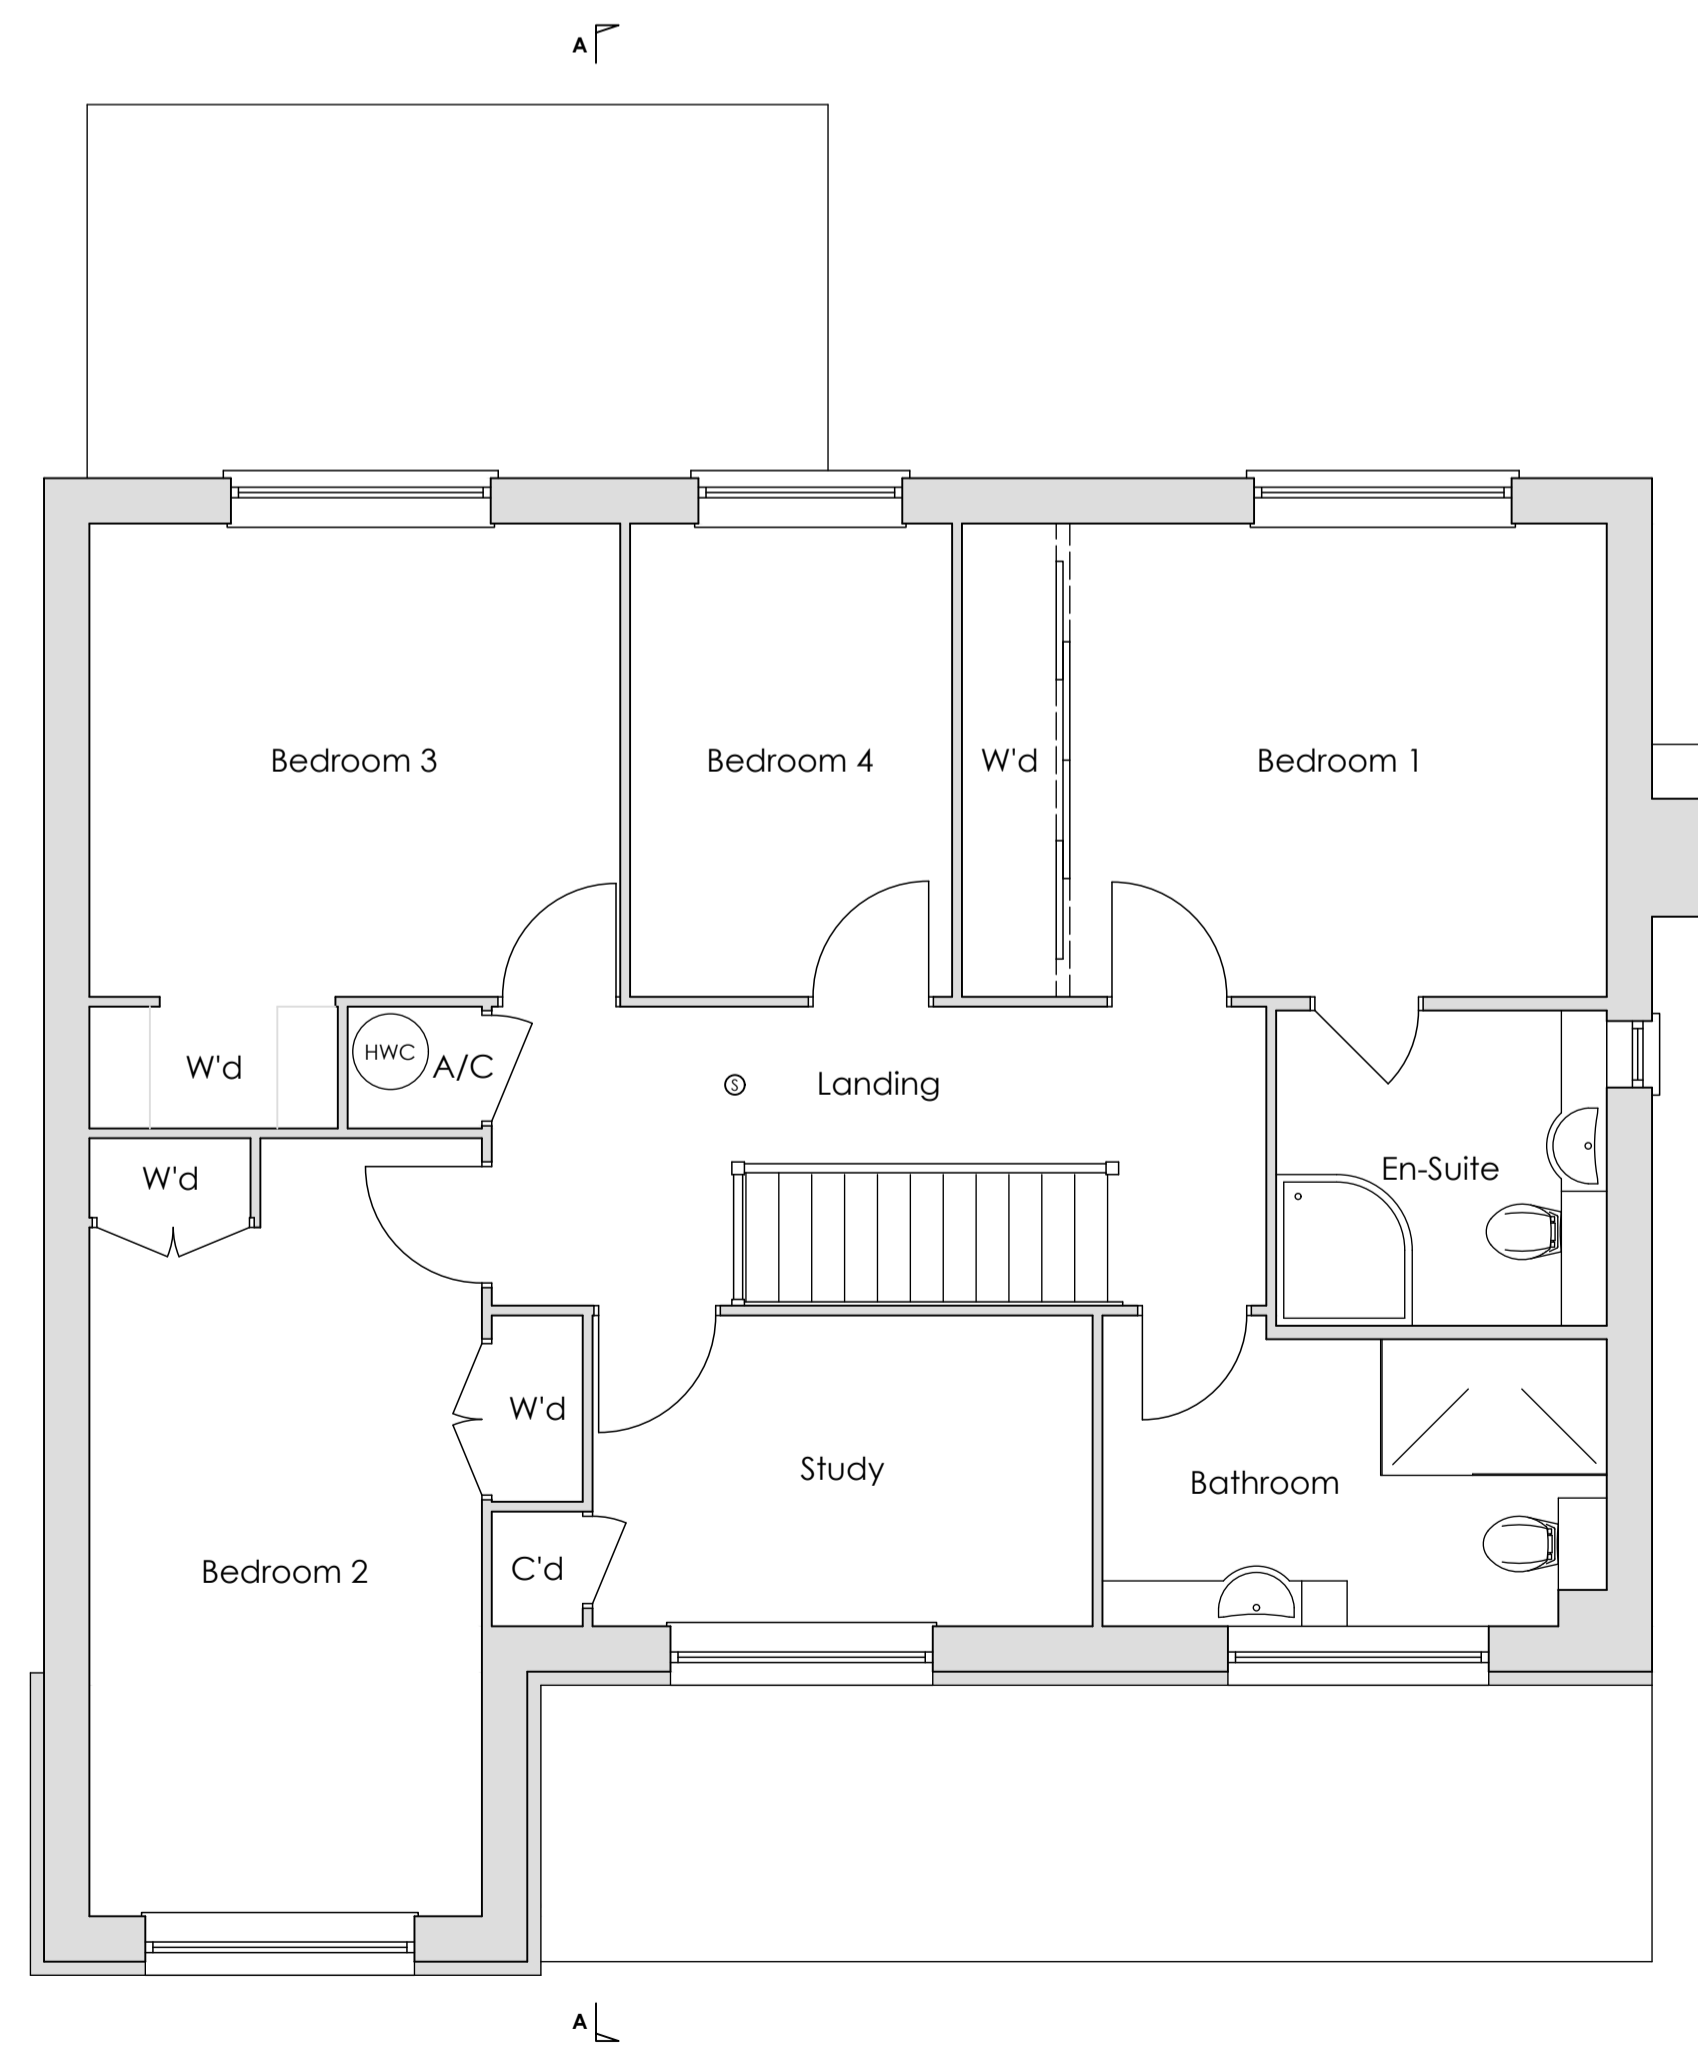 A
Bedroom 3
Bedroom 4
W'd
Bedroom 1
W'd
HWC
A/C
S
Landing
W'd
En-Suite
W'd
Study
Bathroom
Bedroom 2
C'd
A